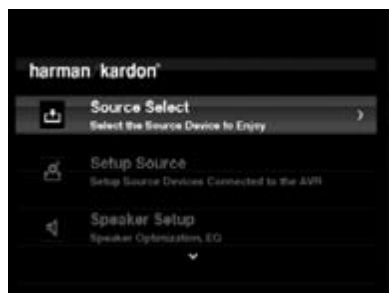 harman/kardon®
Source Select
Select the Source Device to Enjoy
Setup Source
Setup Source Devices Connected to the AVR
Speaker Setup
Speaker Optimization, EQ